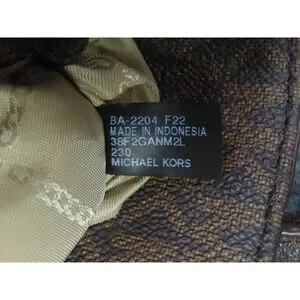 BA-2204 F22
MADE IN INDONESIA
38F2GANM2L
230
MICHAEL KORS